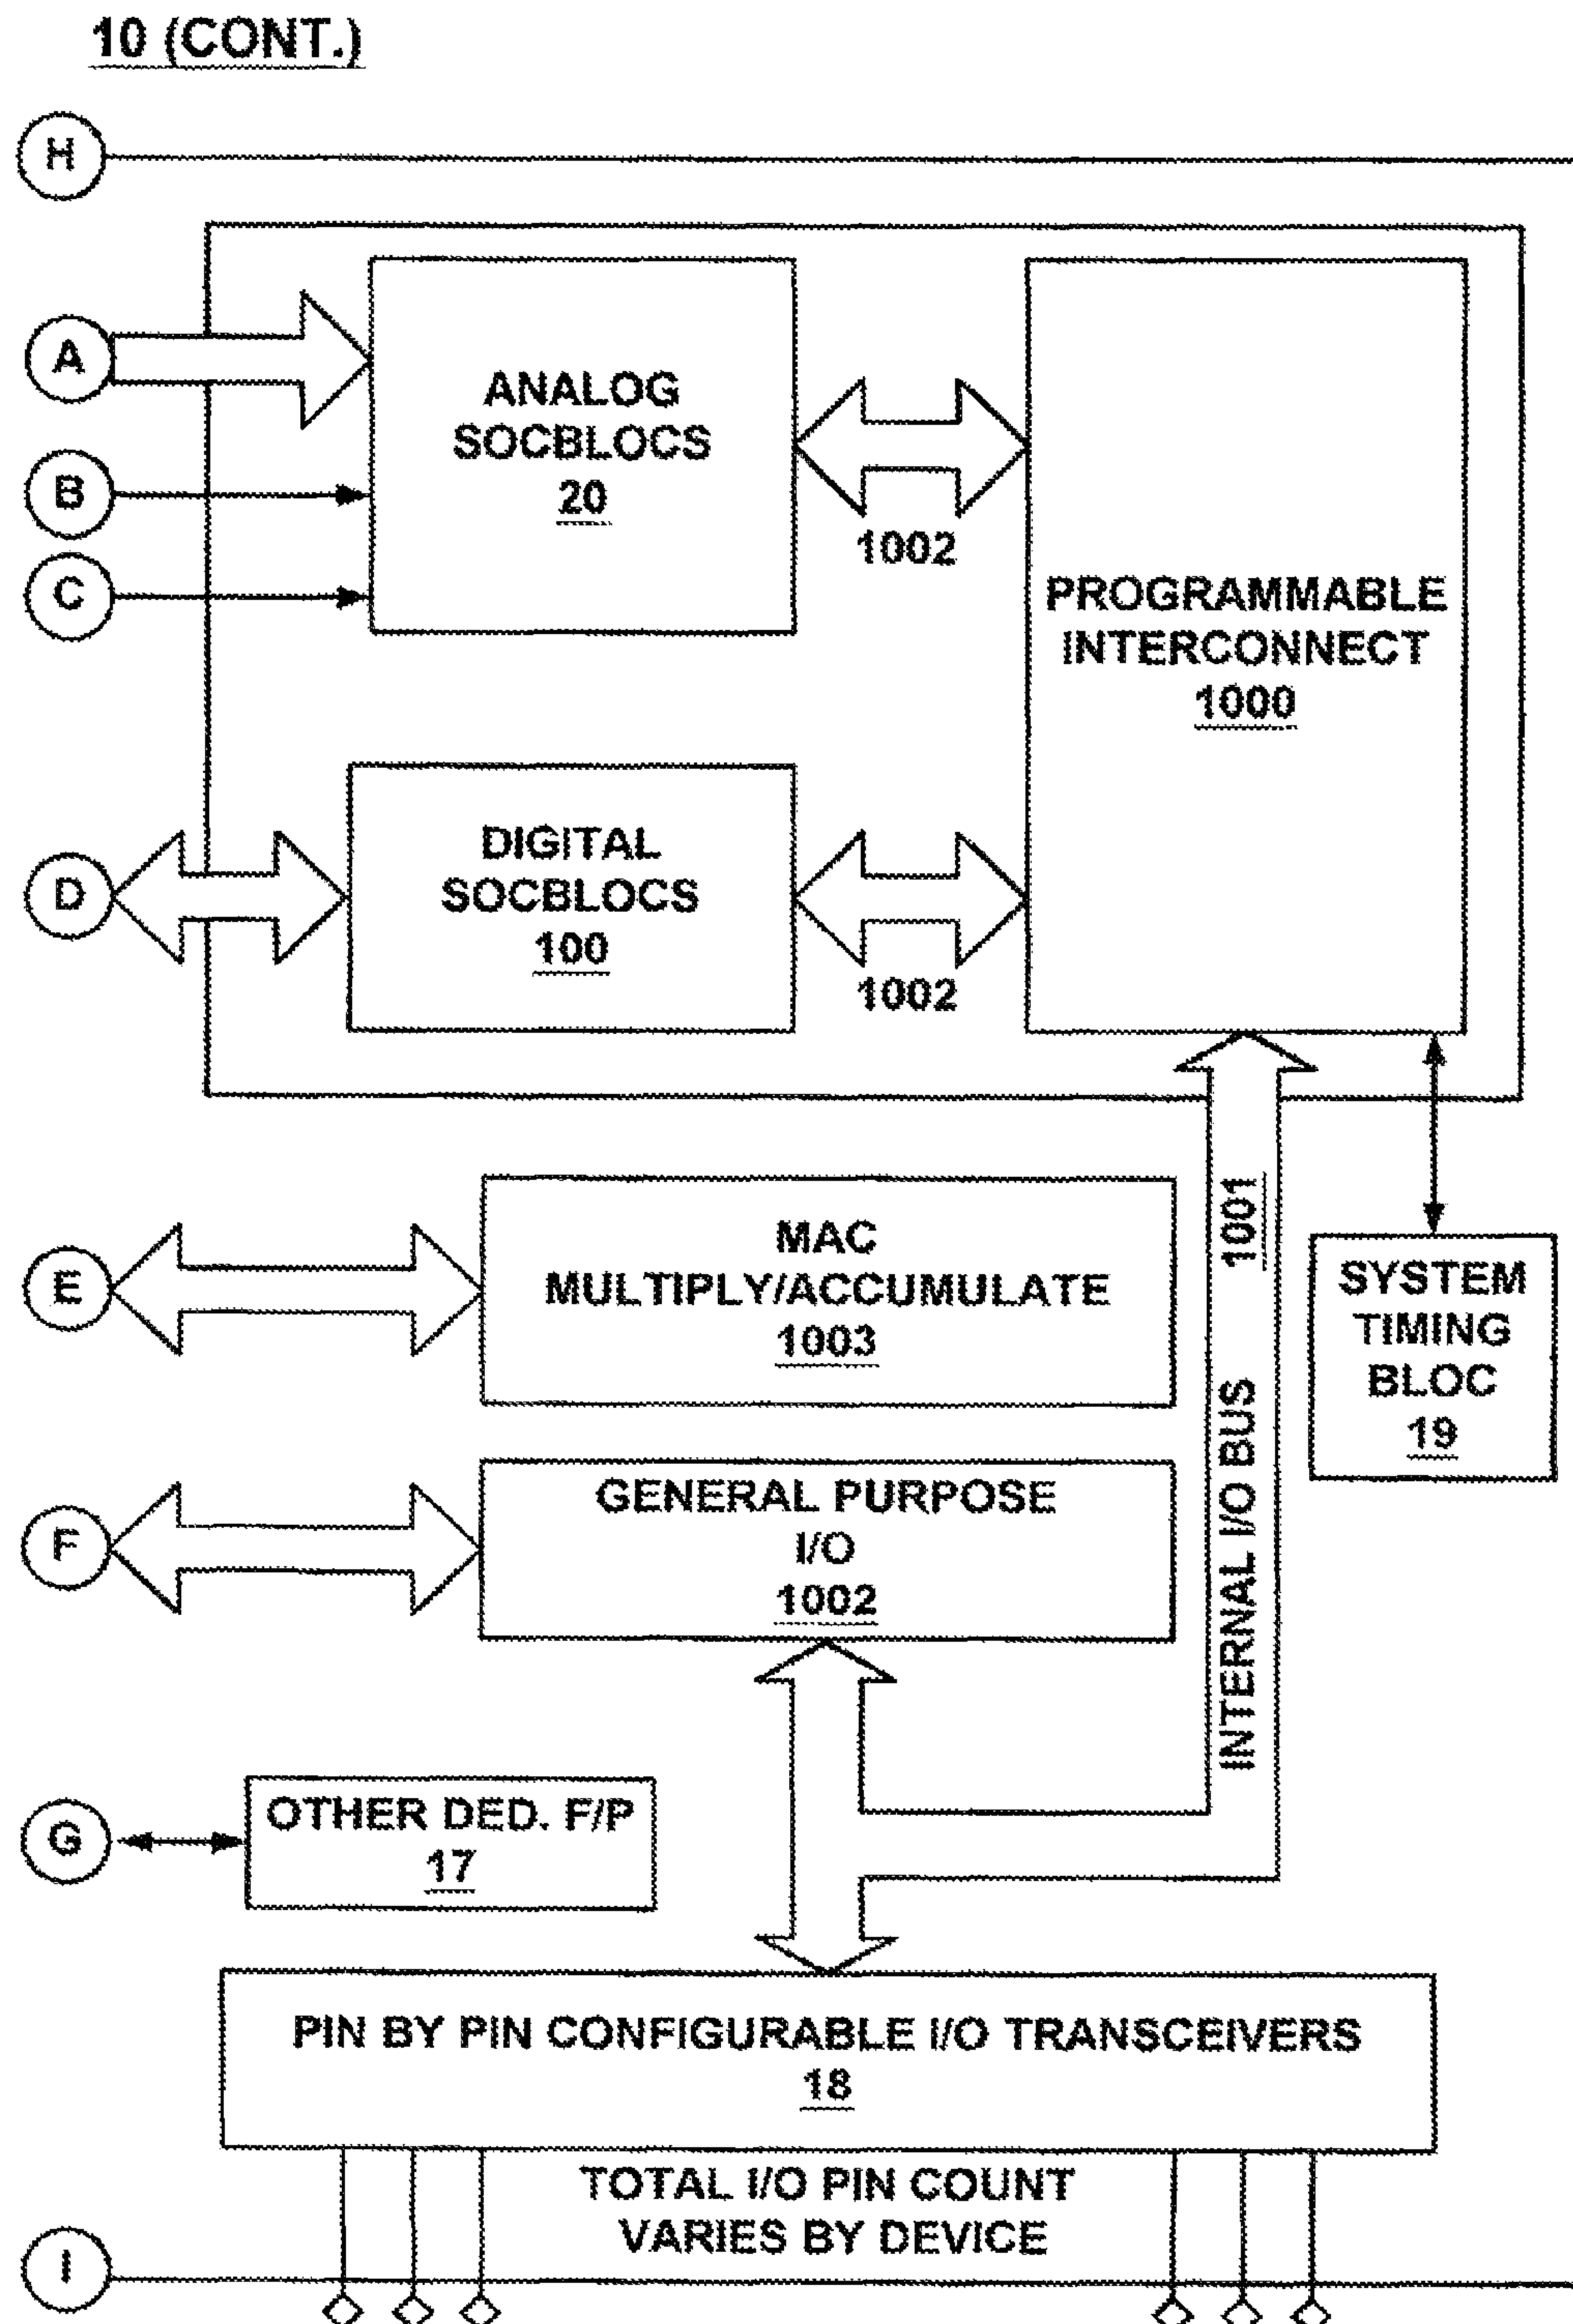 10 (CONT.)
H
A
ANALOG
SOCBLOCS
20
B
C
1002
PROGRAMMABLE
INTERCONNECT
1000
D
DIGITAL
SOCBLOCS
100
1002
E
MAC
MULTIPLY/ACCUMULATE
1003
INTERNAL I/O BUS 1001
SYSTEM
TIMING
BLOC
19
F
GENERAL PURPOSE
I/O
1002
G
OTHER DED. F/P
17
PIN BY PIN CONFIGURABLE I/O TRANSCEIVERS
18
TOTAL I/O PIN COUNT
VARIES BY DEVICE
I